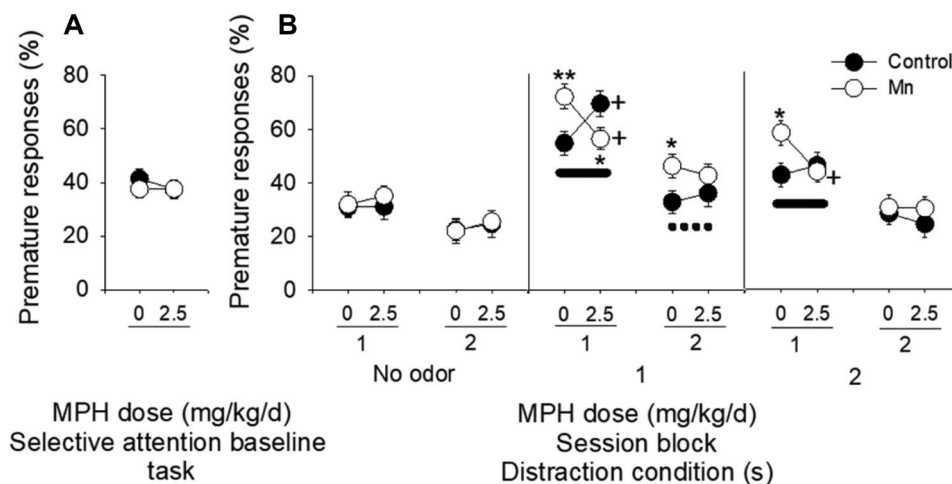 A
B
Premature responses (%)
80
60
40
20
0
0 2.5
MPH dose (mg/kg/d)
Selective attention baseline
task
Premature responses (%)
80
60
40
20
0
Control
Mn
**
+
+
*
*
*
+
0 2.5 0 2.5 0 2.5 0 2.5 0 2.5 0 2.5
1 2 1 2 1 2
No odor 1 2
MPH dose (mg/kg/d)
Session block
Distraction condition (s)